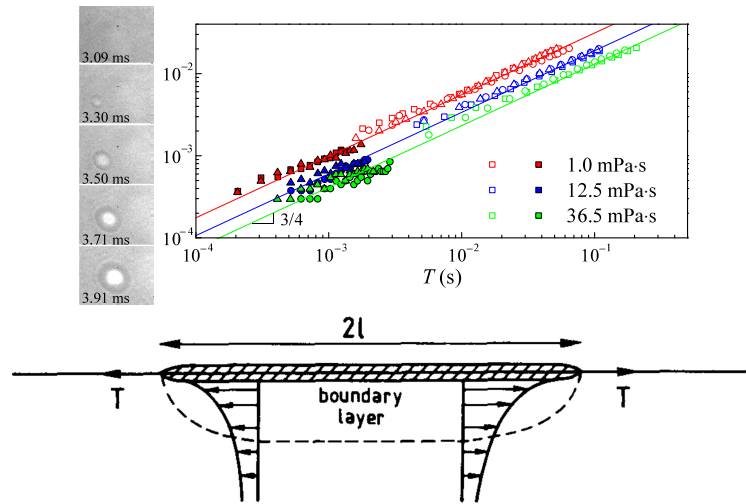 3.09 ms
3.30 ms
3.50 ms
3.71 ms
3.91 ms
10⁻²
10⁻³
10⁻⁴
1.0 mPa·s
12.5 mPa·s
36.5 mPa·s
3/4
10⁻⁴ 10⁻³ 10⁻² 10⁻¹
T (s)
2l
T T
boundary
layer